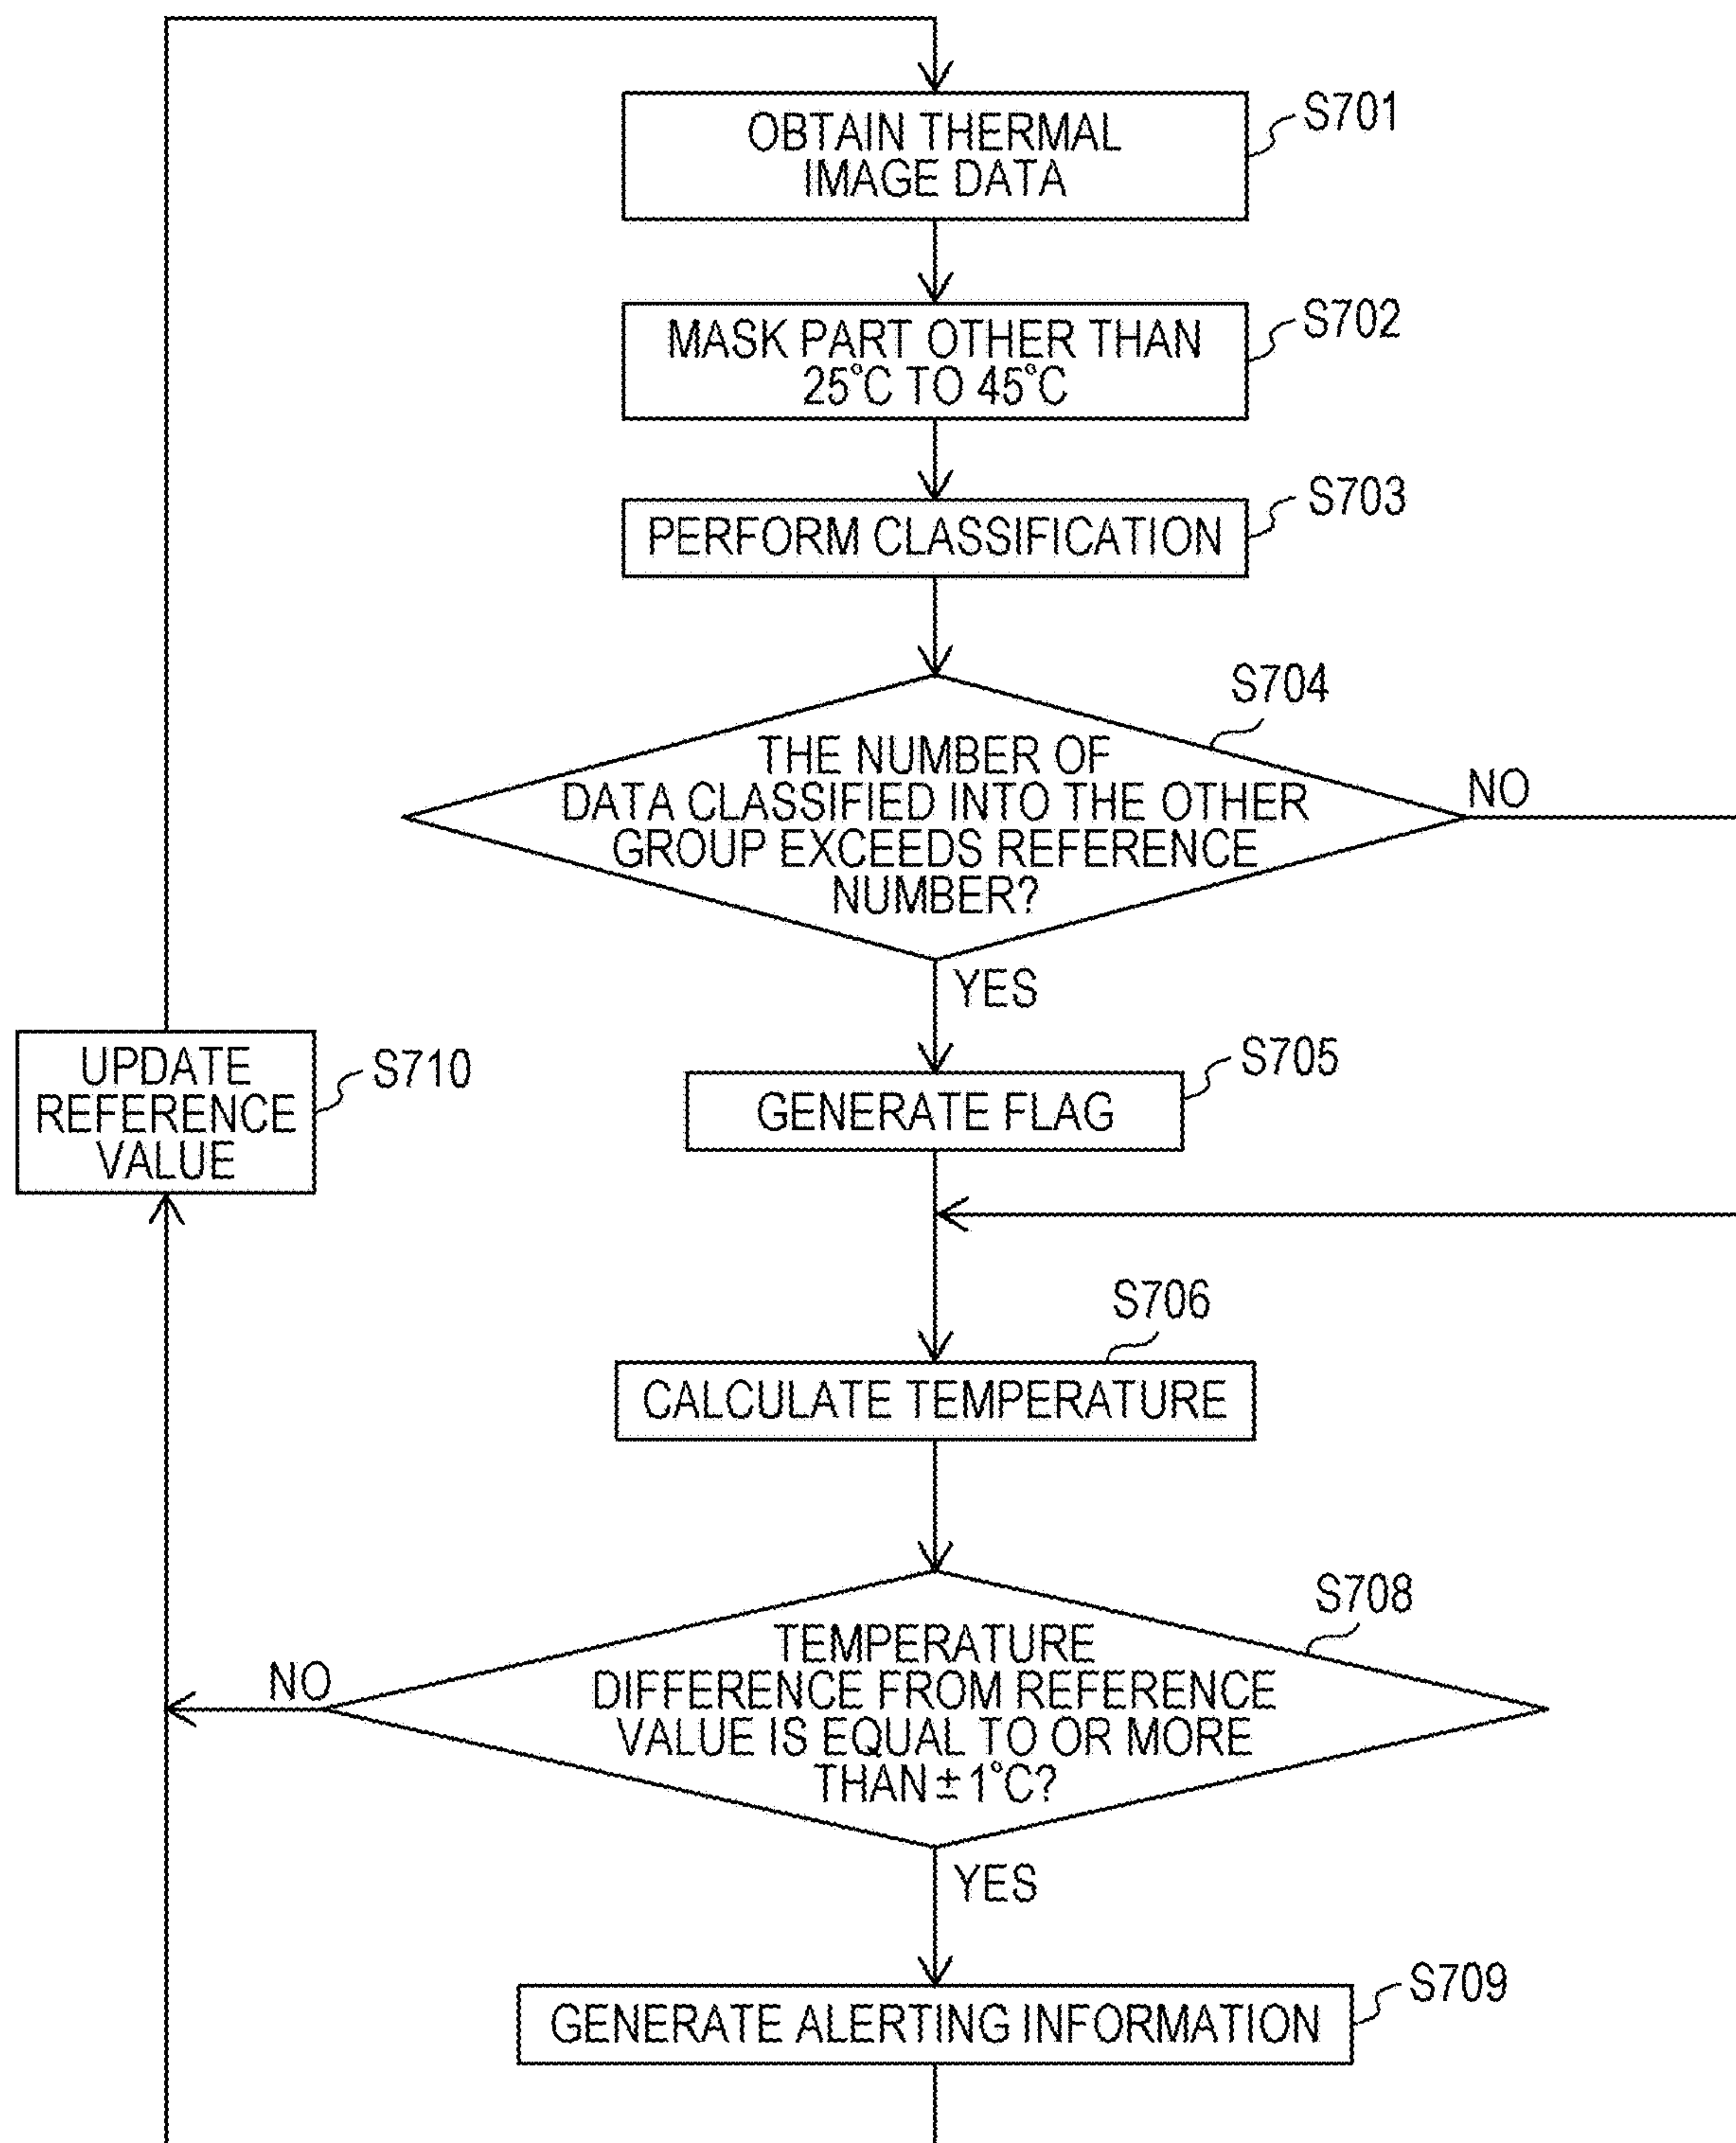 OBTAIN THERMAL
IMAGE DATA
S701
MASK PART OTHER THAN
25°C TO 45°C
S702
PERFORM CLASSIFICATION
S703
S704
THE NUMBER OF
DATA CLASSIFIED INTO THE OTHER
GROUP EXCEEDS REFERENCE
NUMBER?
NO
YES
UPDATE
REFERENCE
VALUE
S710
GENERATE FLAG
S705
S706
CALCULATE TEMPERATURE
S708
TEMPERATURE
DIFFERENCE FROM REFERENCE
VALUE IS EQUAL TO OR MORE
THAN ± 1°C?
NO
YES
GENERATE ALERTING INFORMATION
S709